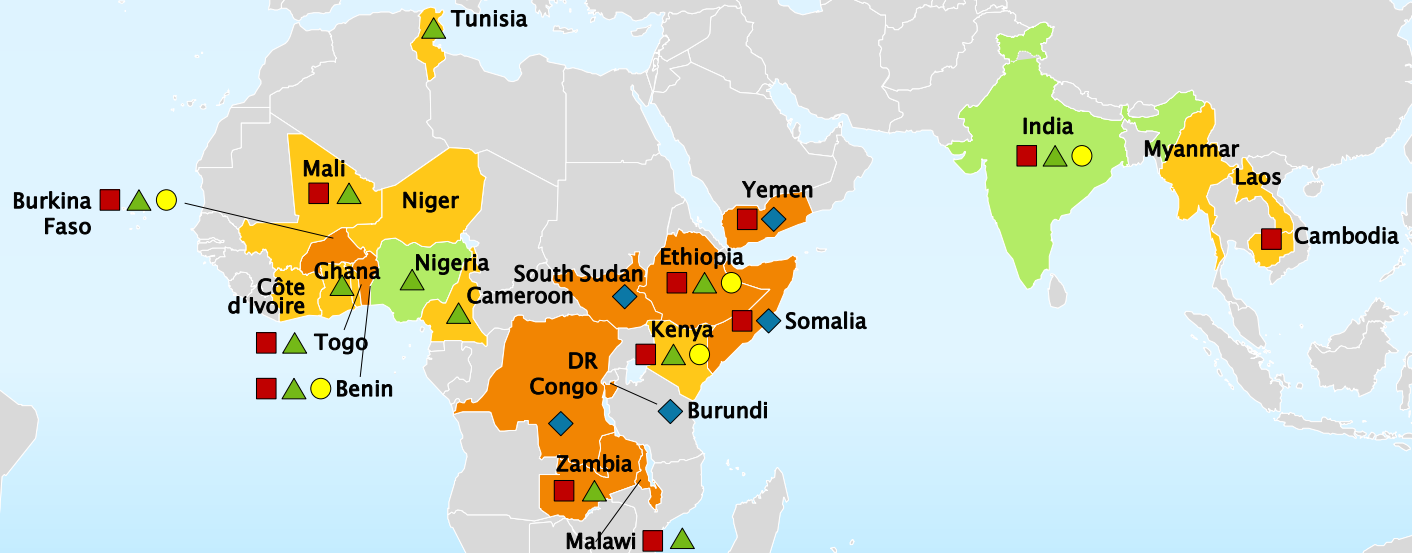 Tunisia
India
Myanmar
Mali
Laos
Yemen
Burkina
Faso
Niger
Cambodia
Ethiopia
Ghana
Nigeria
South Sudan
Côte
d'Ivoire
Cameroon
Somalia
Kenya
Togo
DR
Congo
Benin
Burundi
Zambia
Malawi